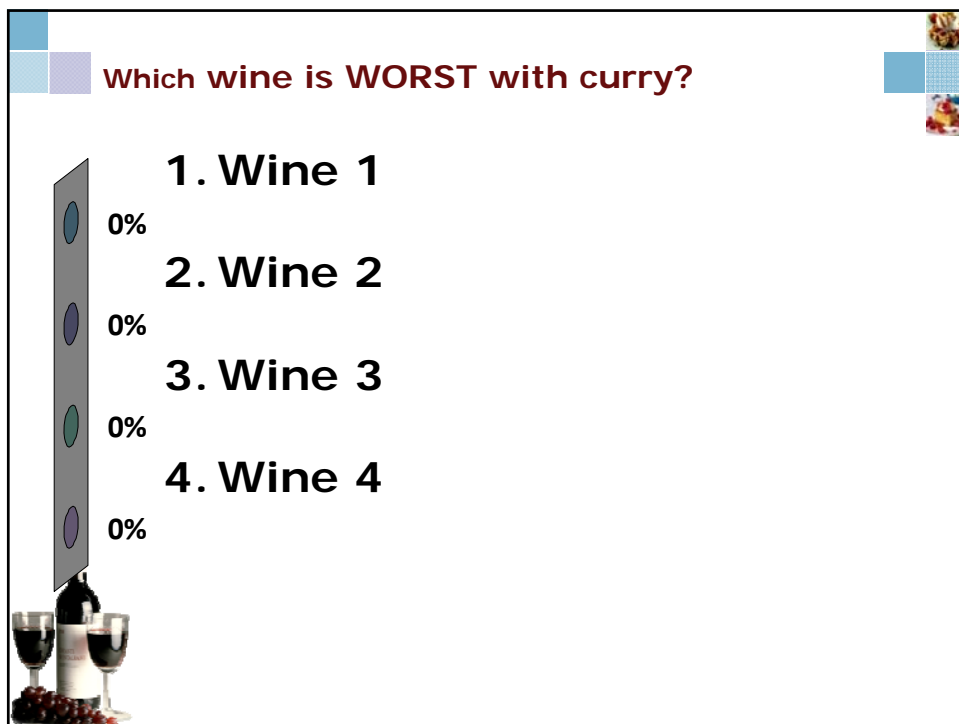 Which wine is WORST with curry?
1. Wine 1
0%
2. Wine 2
0%
3. Wine 3
0%
4. Wine 4
0%